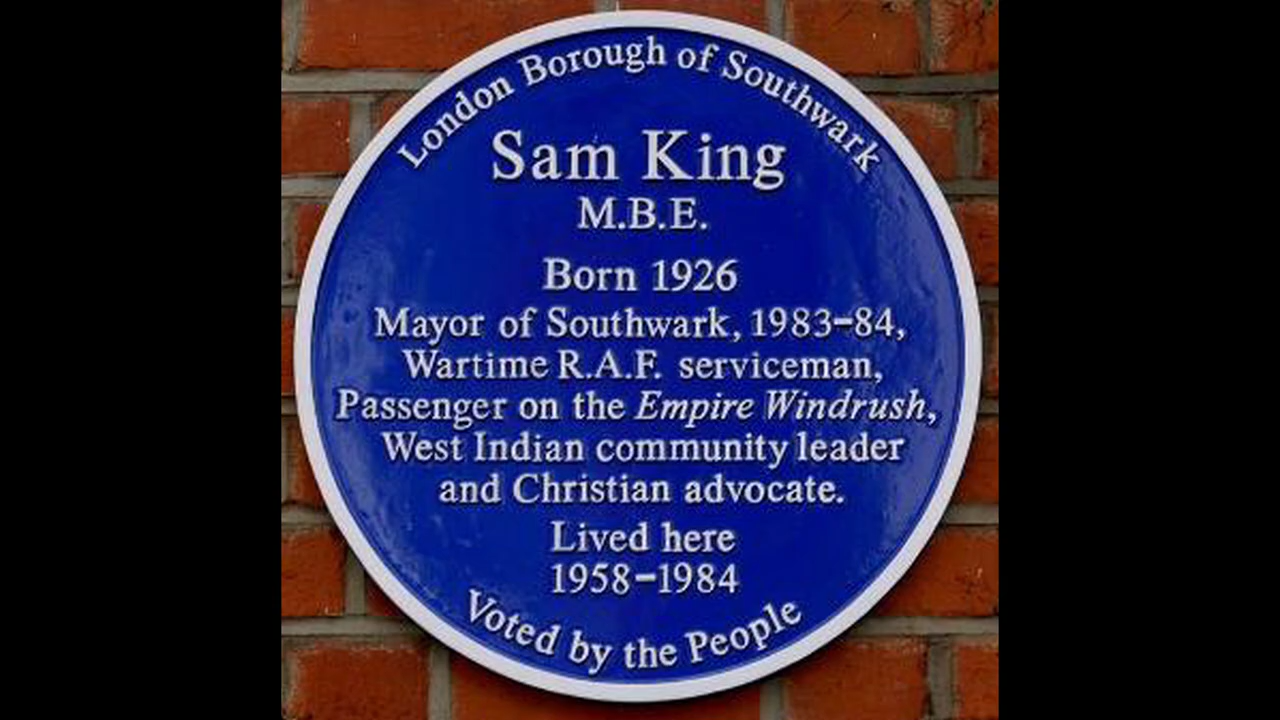 London Borough of Southwark
Sam King
M.B.E.
Born 1926
Mayor of Southwark, 1983–84,
Wartime R.A.F. serviceman,
Passenger on the Empire Windrush,
West Indian community leader
and Christian advocate.
Lived here
1958–1984
Voted by the People